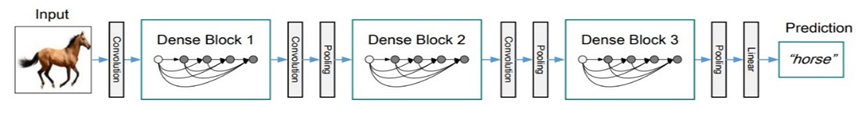 Input
Convolution
Dense Block 1
Convolution
Pooling
Dense Block 2
Convolution
Pooling
Dense Block 3
Pooling
Linear
Prediction
"horse"